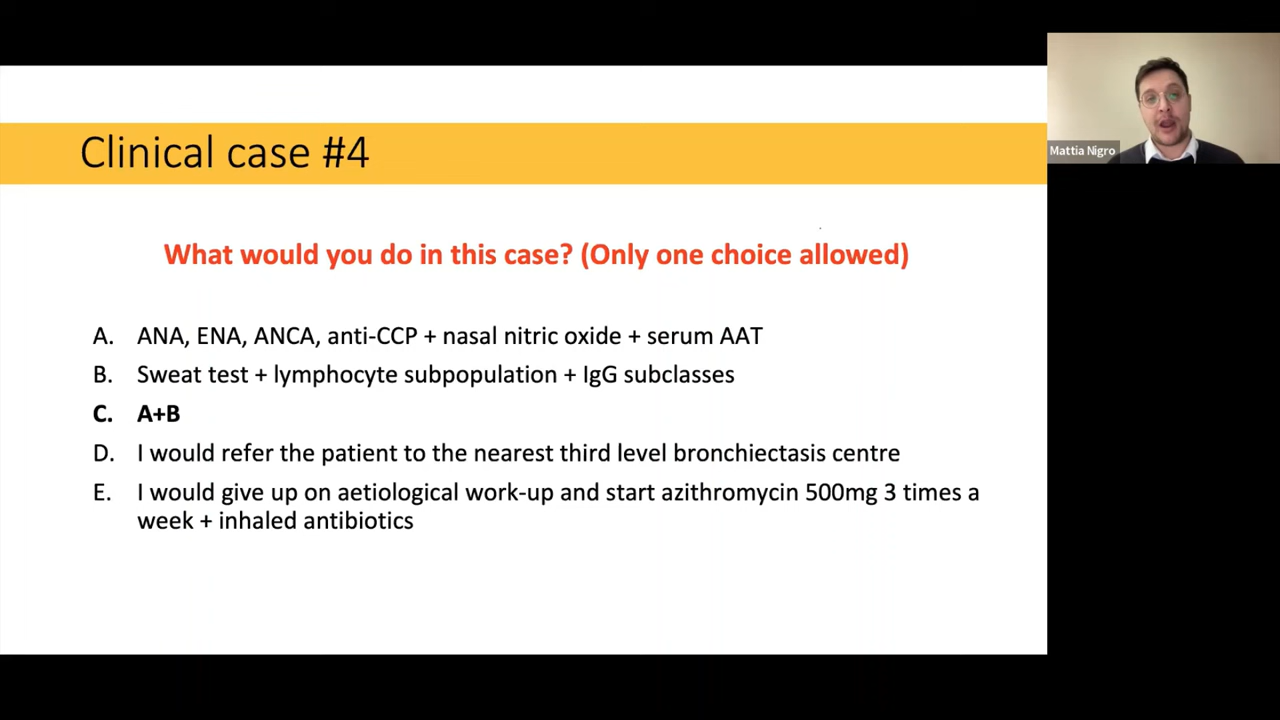 Clinical case #4
Mattia Nigro
What would you do in this case? (Only one choice allowed)
A. ANA, ENA, ANCA, anti-CCP + nasal nitric oxide + serum AAT
B. Sweat test + lymphocyte subpopulation + IgG subclasses
C. A+B
D. I would refer the patient to the nearest third level bronchiectasis centre
E. I would give up on aetiological work-up and start azithromycin 500mg 3 times a
week + inhaled antibiotics